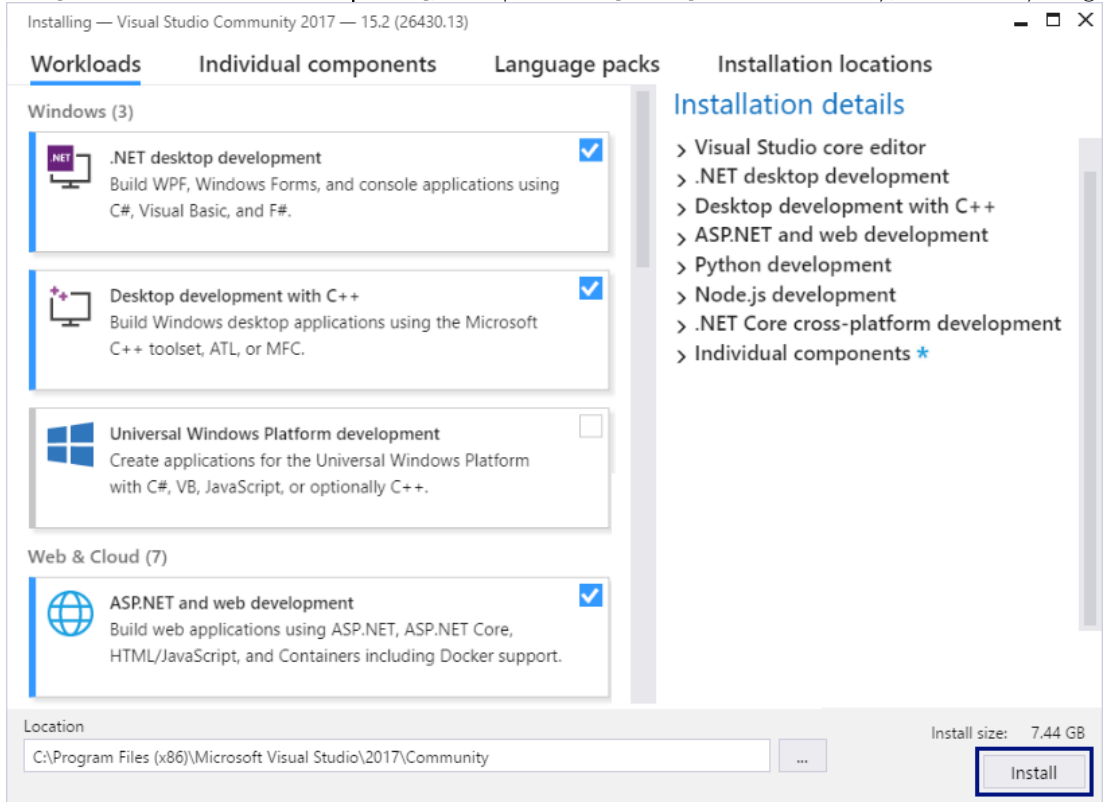 Installing — Visual Studio Community 2017 — 15.2 (26430.13)
Workloads Individual components Language packs Installation locations
Windows (3)
.NET
.NET desktop development
Build WPF, Windows Forms, and console applications using
C#, Visual Basic, and F#.
Desktop development with C++
Build Windows desktop applications using the Microsoft
C++ toolset, ATL, or MFC.
Universal Windows Platform development
Create applications for the Universal Windows Platform
with C#, VB, JavaScript, or optionally C++.
Web & Cloud (7)
ASP.NET and web development
Build web applications using ASP.NET, ASP.NET Core,
HTML/JavaScript, and Containers including Docker support.
Installation details
Visual Studio core editor
.NET desktop development
Desktop development with C++
ASP.NET and web development
Python development
Node.js development
.NET Core cross-platform development
Individual components *
Location
C:\Program Files (x86)\Microsoft Visual Studio\2017\Community
...
Install size: 7.44 GB
Install